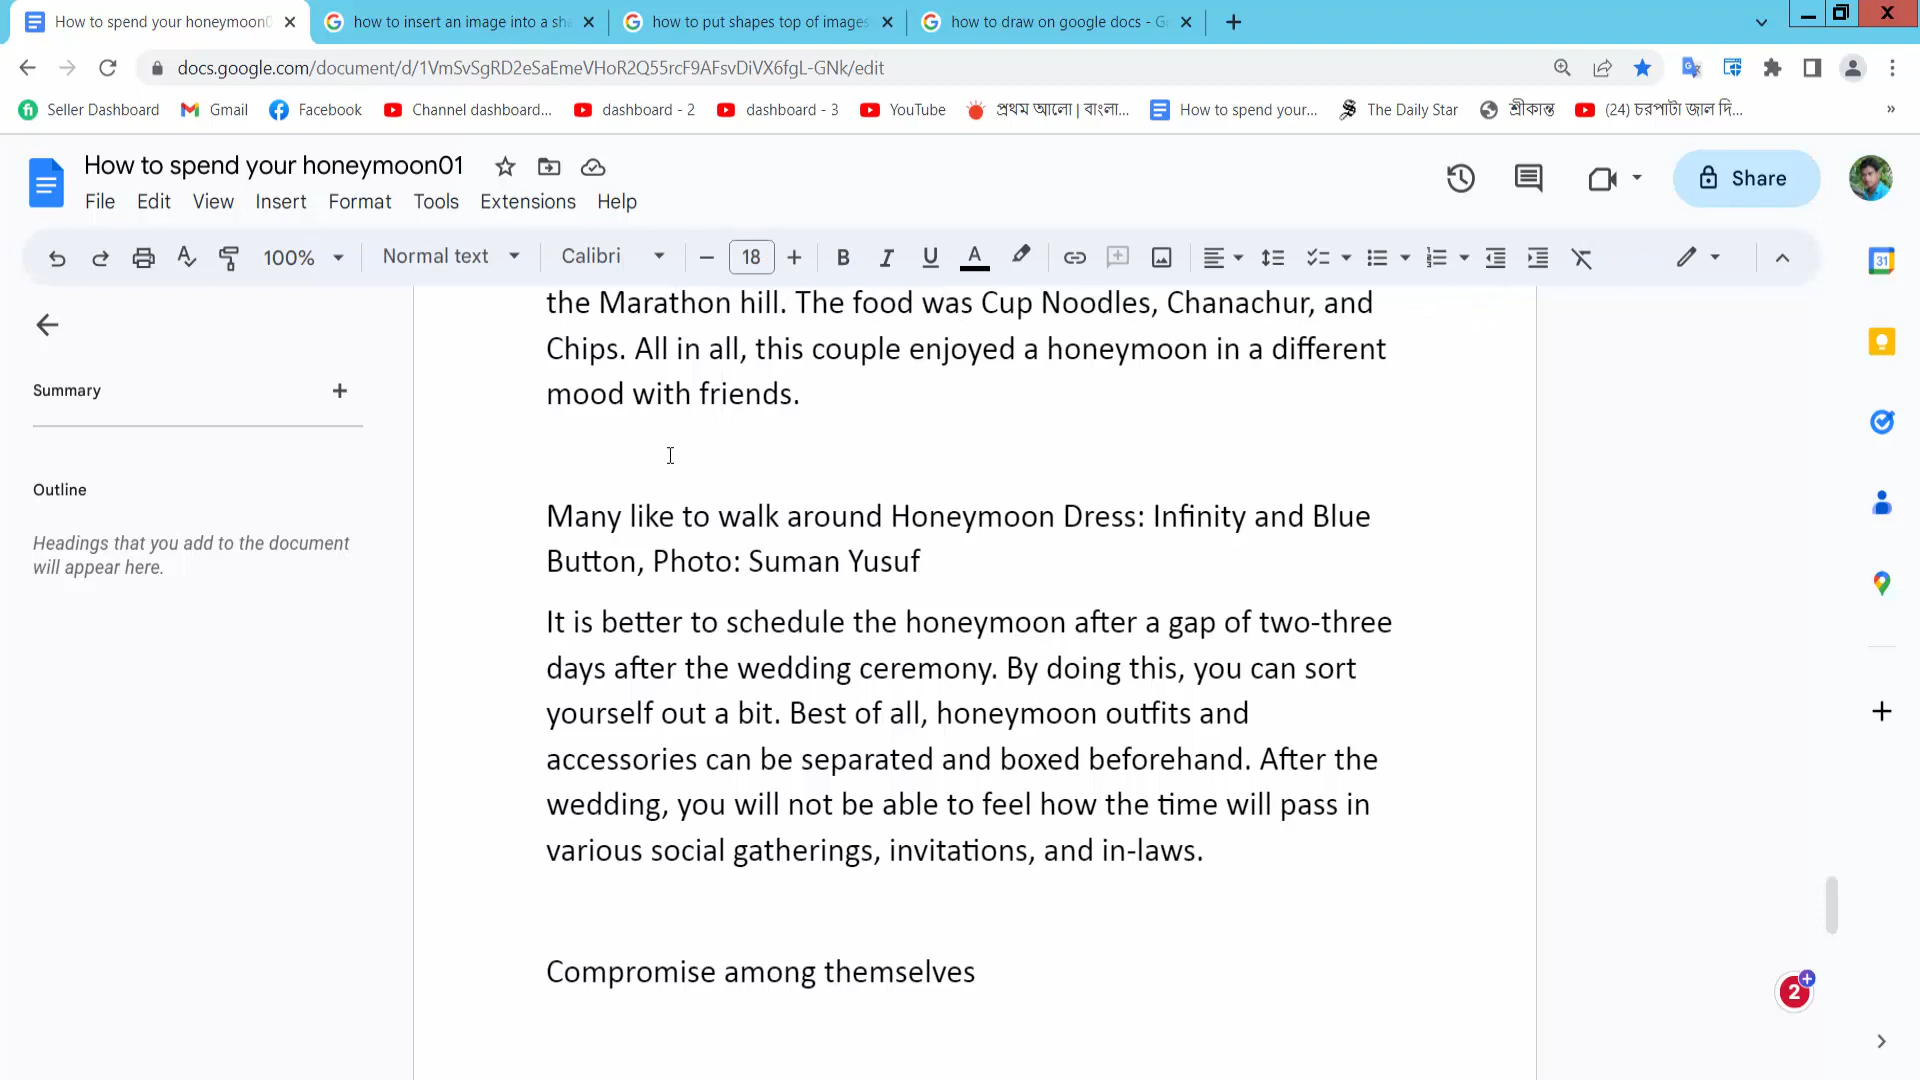 How to spend your honeymoon0
how to insert an image into a sha
how to put shapes top of images
how to draw on google docs - Go
docs.google.com/document/d/1VmSvSgRD2eSaEmeVHoR2Q55rcF9AFsvDiVX6fgL-GNk/edit
Seller Dashboard
Gmail
Facebook
Channel dashboard...
dashboard - 2
dashboard - 3
YouTube
প্রথম আলো | বাংলা...
How to spend your...
The Daily Star
শ্রীকান্ত
(24) চরপাটা জাল দি...
»
How to spend your honeymoon01
File Edit View Insert Format Tools Extensions Help
Share
100% Normal text Calibri 18 B I U A
31
the Marathon hill. The food was Cup Noodles, Chanachur, and
Chips. All in all, this couple enjoyed a honeymoon in a different
mood with friends.
Summary
Outline
Headings that you add to the document
will appear here.
Many like to walk around Honeymoon Dress: Infinity and Blue
Button, Photo: Suman Yusuf
It is better to schedule the honeymoon after a gap of two-three
days after the wedding ceremony. By doing this, you can sort
yourself out a bit. Best of all, honeymoon outfits and
accessories can be separated and boxed beforehand. After the
wedding, you will not be able to feel how the time will pass in
various social gatherings, invitations, and in-laws.
Compromise among themselves
2